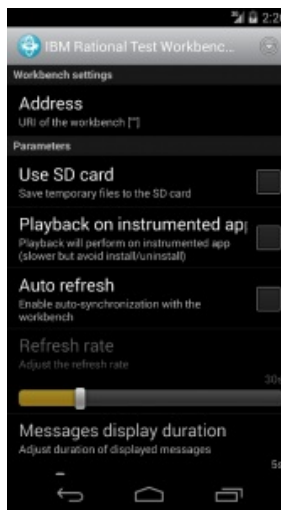 2:20
IBM Rational Test Workbenc...
Workbench settings
Address
URI of the workbench [""]
Parameters
Use SD card
Save temporary files to the SD card
Playback on instrumented ap
Playback will perform on instrumented app
(slower but avoid install/uninstall)
Auto refresh
Enable auto-synchronization with the
workbench
Refresh rate
Adjust the refresh rate
30s
Messages display duration
Adjust duration of displayed messages
5s